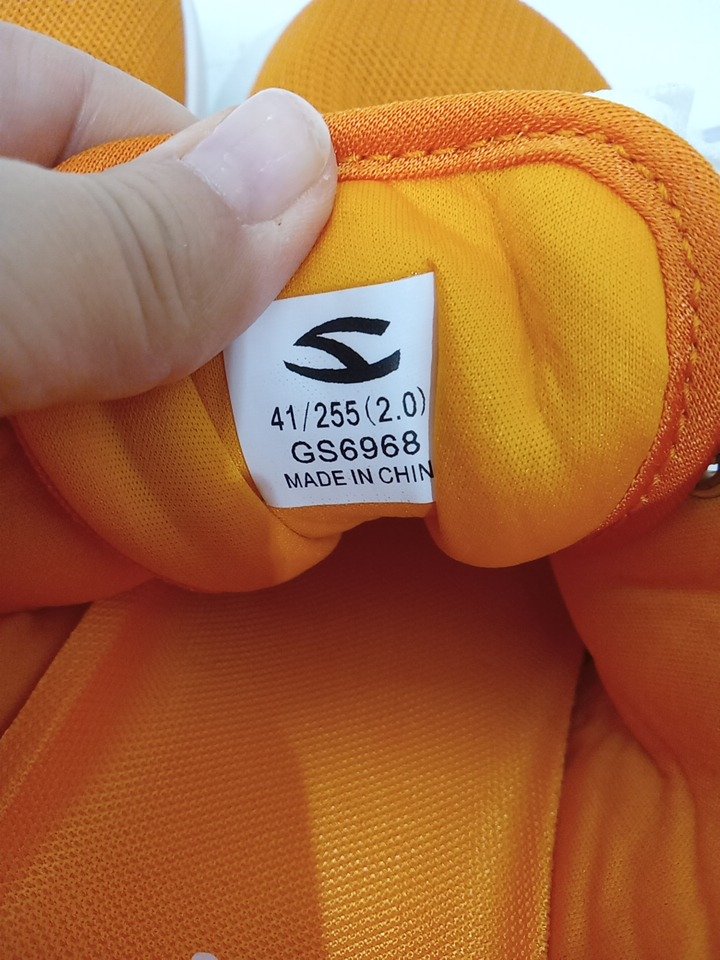 41/255(2.0)
GS6968
MADE IN CHIN